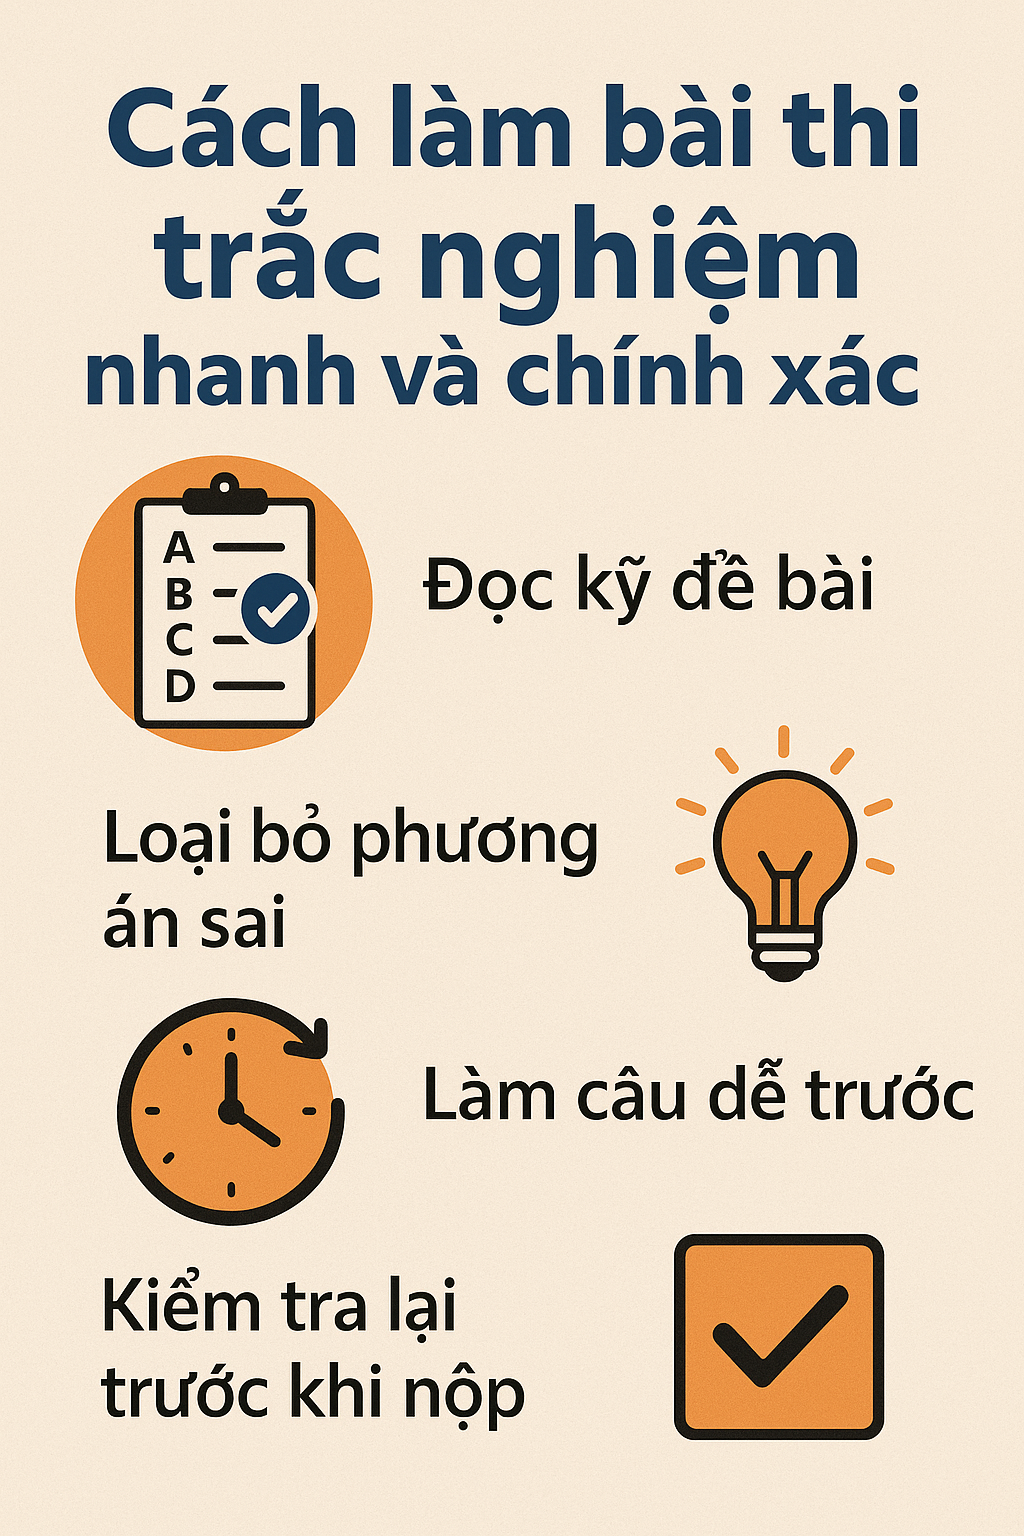 Cách làm bài thi
trắc nghiệm
nhanh và chính xác
A
B
C
D
Đọc kỹ đề bài
Loại bỏ phương
án sai
Làm câu dễ trước
Kiểm tra lại
trước khi nộp